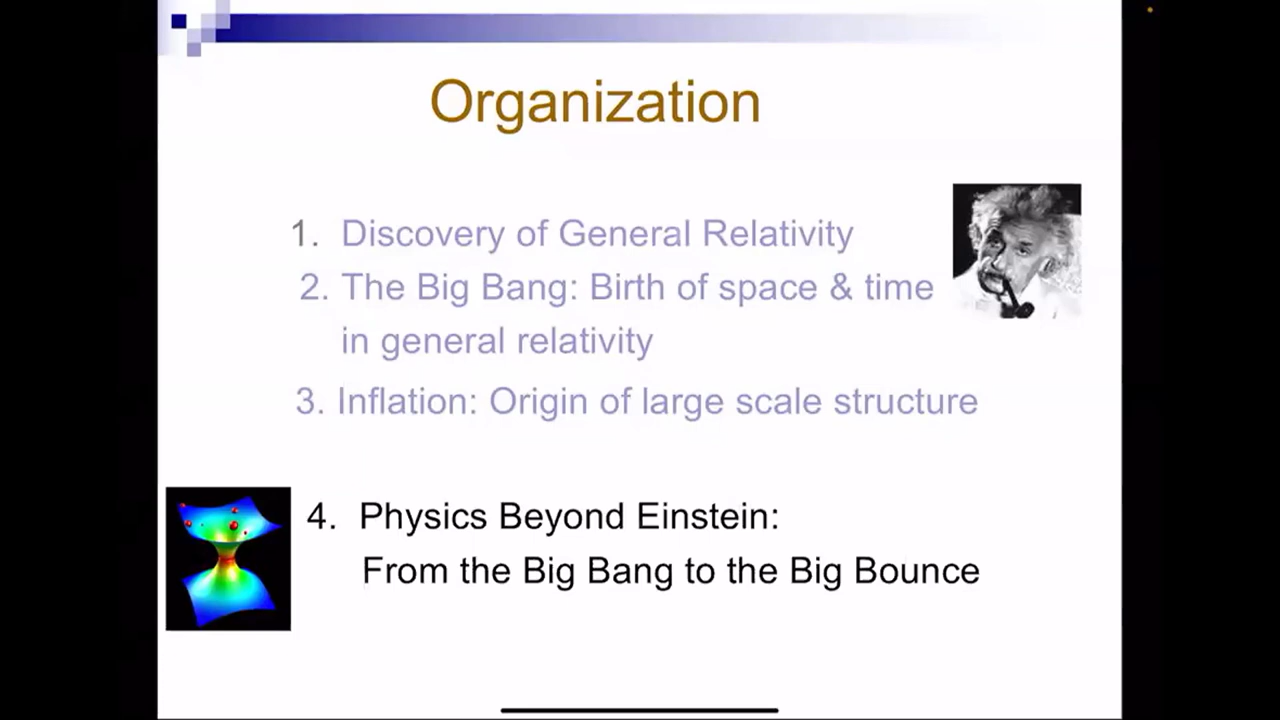 Organization
1. Discovery of General Relativity
2. The Big Bang: Birth of space & time
in general relativity
3. Inflation: Origin of large scale structure
4. Physics Beyond Einstein:
From the Big Bang to the Big Bounce